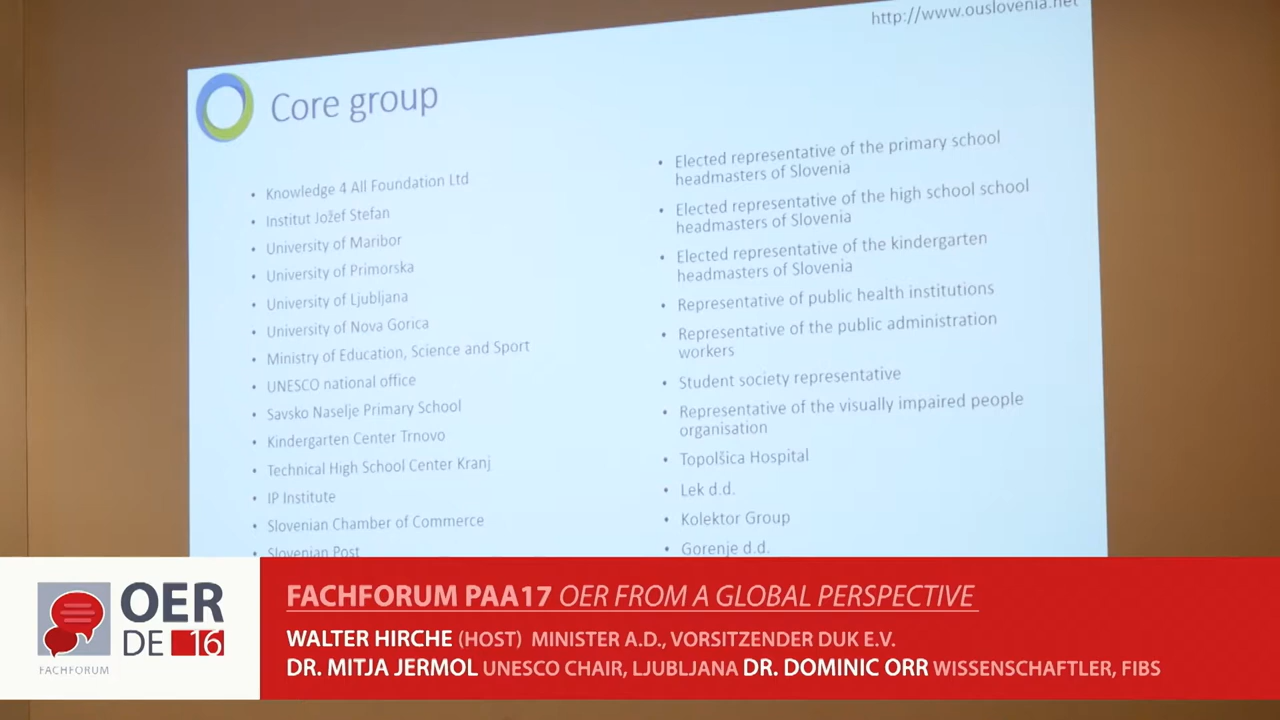 http://www.ouslovenia.net
Core group
• Knowledge 4 All Foundation Ltd
• Institut Jožef Stefan
• University of Maribor
• University of Primorska
• University of Ljubljana
• University of Nova Gorica
• Ministry of Education, Science and Sport
• UNESCO national office
• Savsko Naselje Primary School
• Kindergarten Center Trnovo
• Technical High School Center Kranj
• IP Institute
• Slovenian Chamber of Commerce
• Slovenian Post
• Elected representative of the primary school
headmasters of Slovenia
• Elected representative of the high school school
headmasters of Slovenia
• Elected representative of the kindergarten
headmasters of Slovenia
• Representative of public health institutions
• Representative of the public administration
workers
• Student society representative
• Representative of the visually impaired people
organisation
• Topolšica Hospital
• Lek d.d.
• Kolektor Group
• Gorenje d.d.
OER
DE 16
FACHFORUM
FACHFORUM PAA17 OER FROM A GLOBAL PERSPECTIVE
WALTER HIRCHE (HOST) MINISTER A.D., VORSITZENDER DUK E.V.
DR. MITJA JERMOL UNESCO CHAIR, LJUBLJANA DR. DOMINIC ORR WISSENSCHAFTLER, FIBS